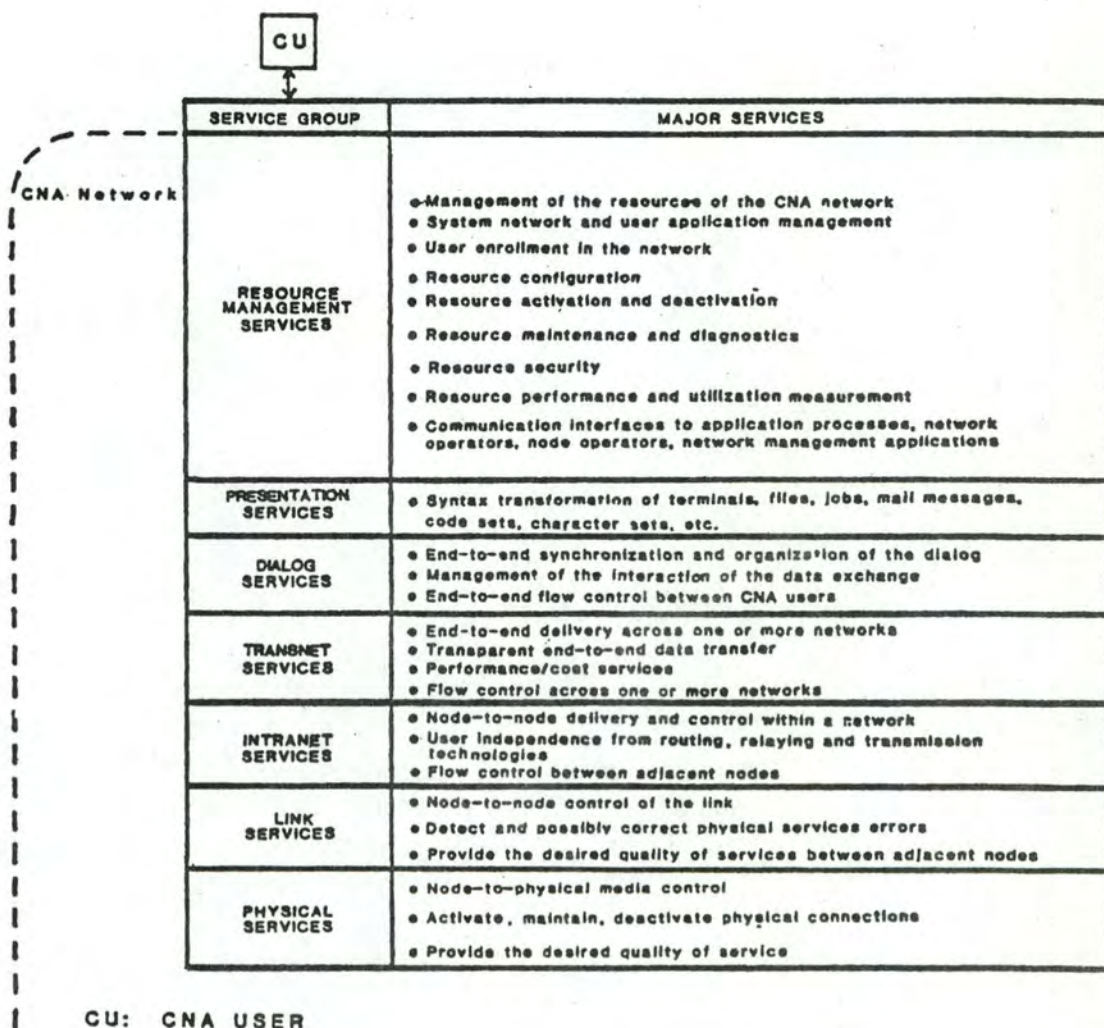 CU
SERVICE GROUP
MAJOR SERVICES
CNA Network
RESOURCE
MANAGEMENT
SERVICES
• Management of the resources of the CNA network
• System network and user application management
• User enrollment in the network
• Resource configuration
• Resource activation and deactivation
• Resource maintenance and diagnostics
• Resource security
• Resource performance and utilization measurement
• Communication interfaces to application processes, network
operators, node operators, network management applications
PRESENTATION
SERVICES
• Syntax transformation of terminals, files, jobs, mail messages,
code sets, character sets, etc.
DIALOG
SERVICES
• End-to-end synchronization and organization of the dialog
• Management of the interaction of the data exchange
• End-to-end flow control between CNA users
TRANSNET
SERVICES
• End-to-end delivery across one or more networks
• Transparent end-to-end data transfer
• Performance/cost services
• Flow control across one or more networks
INTRANET
SERVICES
• Node-to-node delivery and control within a network
• User independence from routing, relaying and transmission
technologies
• Flow control between adjacent nodes
LINK
SERVICES
• Node-to-node control of the link
• Detect and possibly correct physical services errors
• Provide the desired quality of services between adjacent nodes
PHYSICAL
SERVICES
• Node-to-physical media control
• Activate, maintain, deactivate physical connections
• Provide the desired quality of service
CU: CNA USER